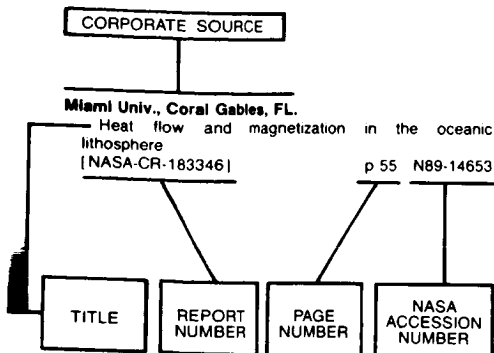 CORPORATE SOURCE
Miami Univ., Coral Gables, FL.
Heat flow and magnetization in the oceanic
lithosphere
[NASA-CR-183346] p 55 N89-14653
TITLE
REPORT
NUMBER
PAGE
NUMBER
NASA
ACCESSION
NUMBER